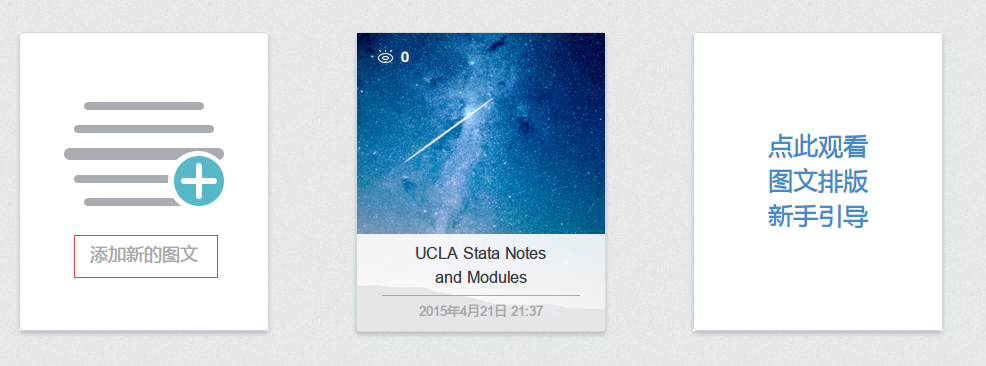 添加新的图文
0
UCLA Stata Notes
and Modules
2015年4月21日 21:37
点此观看
图文排版
新手引导